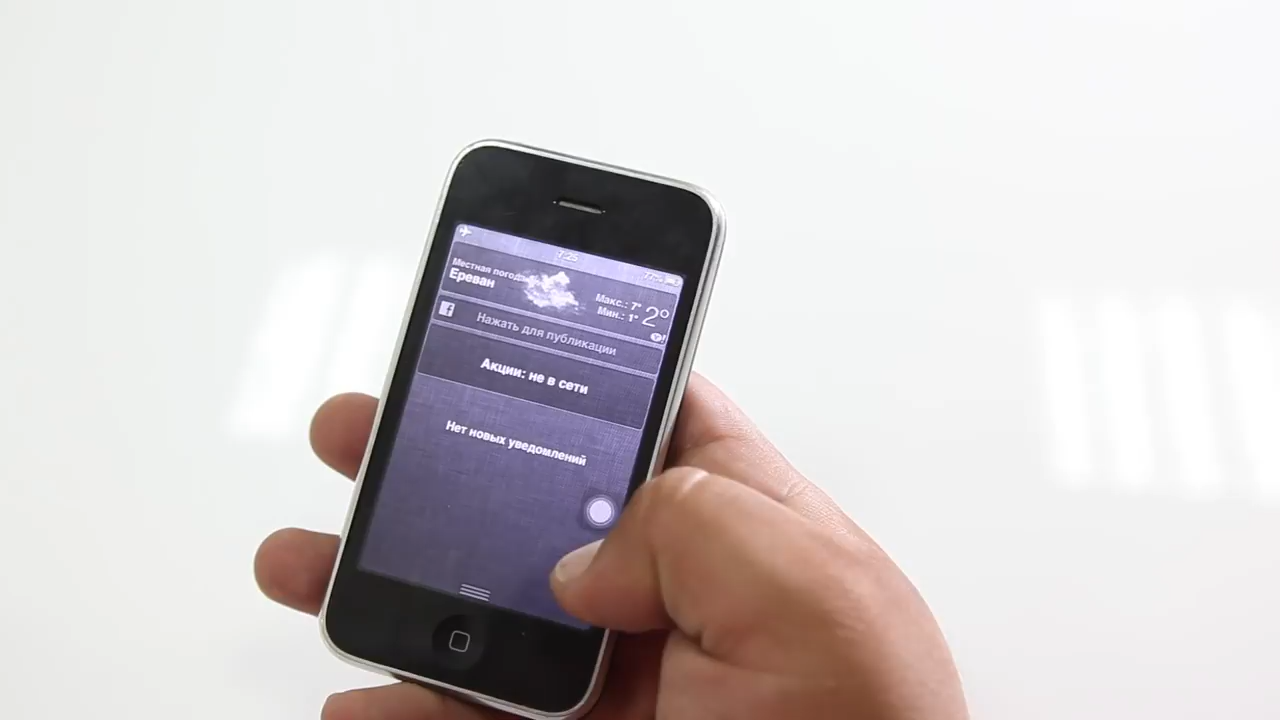 7:25
77%
Местная погода
Ереван
Макс.: 7°
Мин.: 1°
2°
Нажать для публикации
Акции: не в сети
Нет новых уведомлений